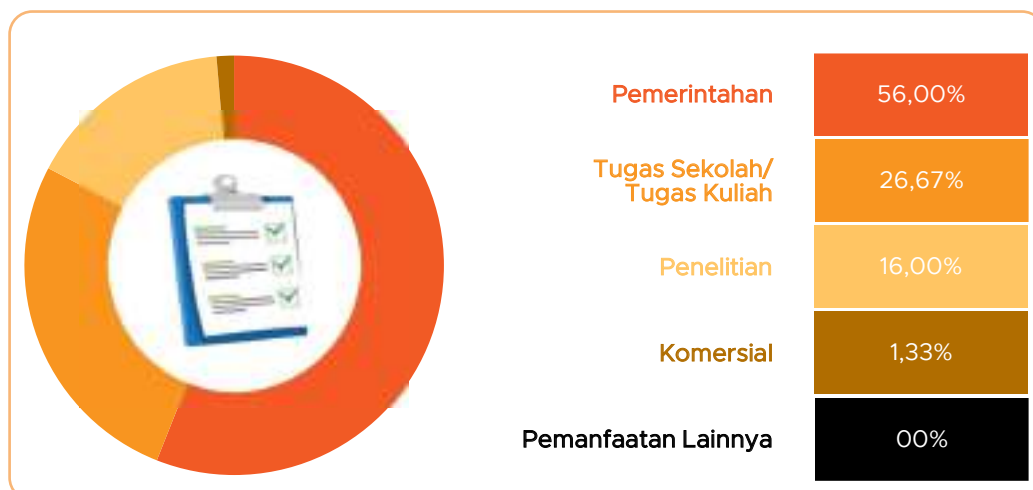 Pemerintahan
56,00%
Tugas Sekolah/
Tugas Kuliah
26,67%
Penelitian
16,00%
Komersial
1,33%
Pemanfaatan Lainnya
00%